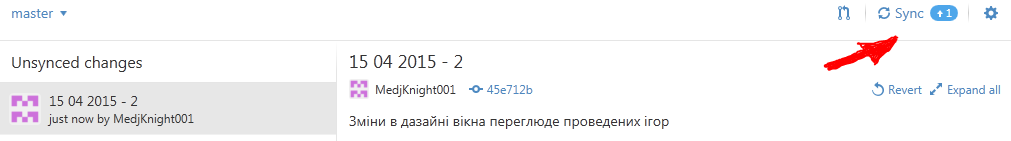 master Sync 1
Unsynced changes
15 04 2015 - 2
just now by MedjKnight001
15 04 2015 - 2
MedjKnight001 45e712b Revert Expand all
Зміни в дазайні вікна переглюде проведених ігор